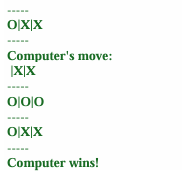 -----
O|X|X
-----
Computer's move:
 |X|X
-----
O|O|O
-----
O|X|X
-----
Computer wins!